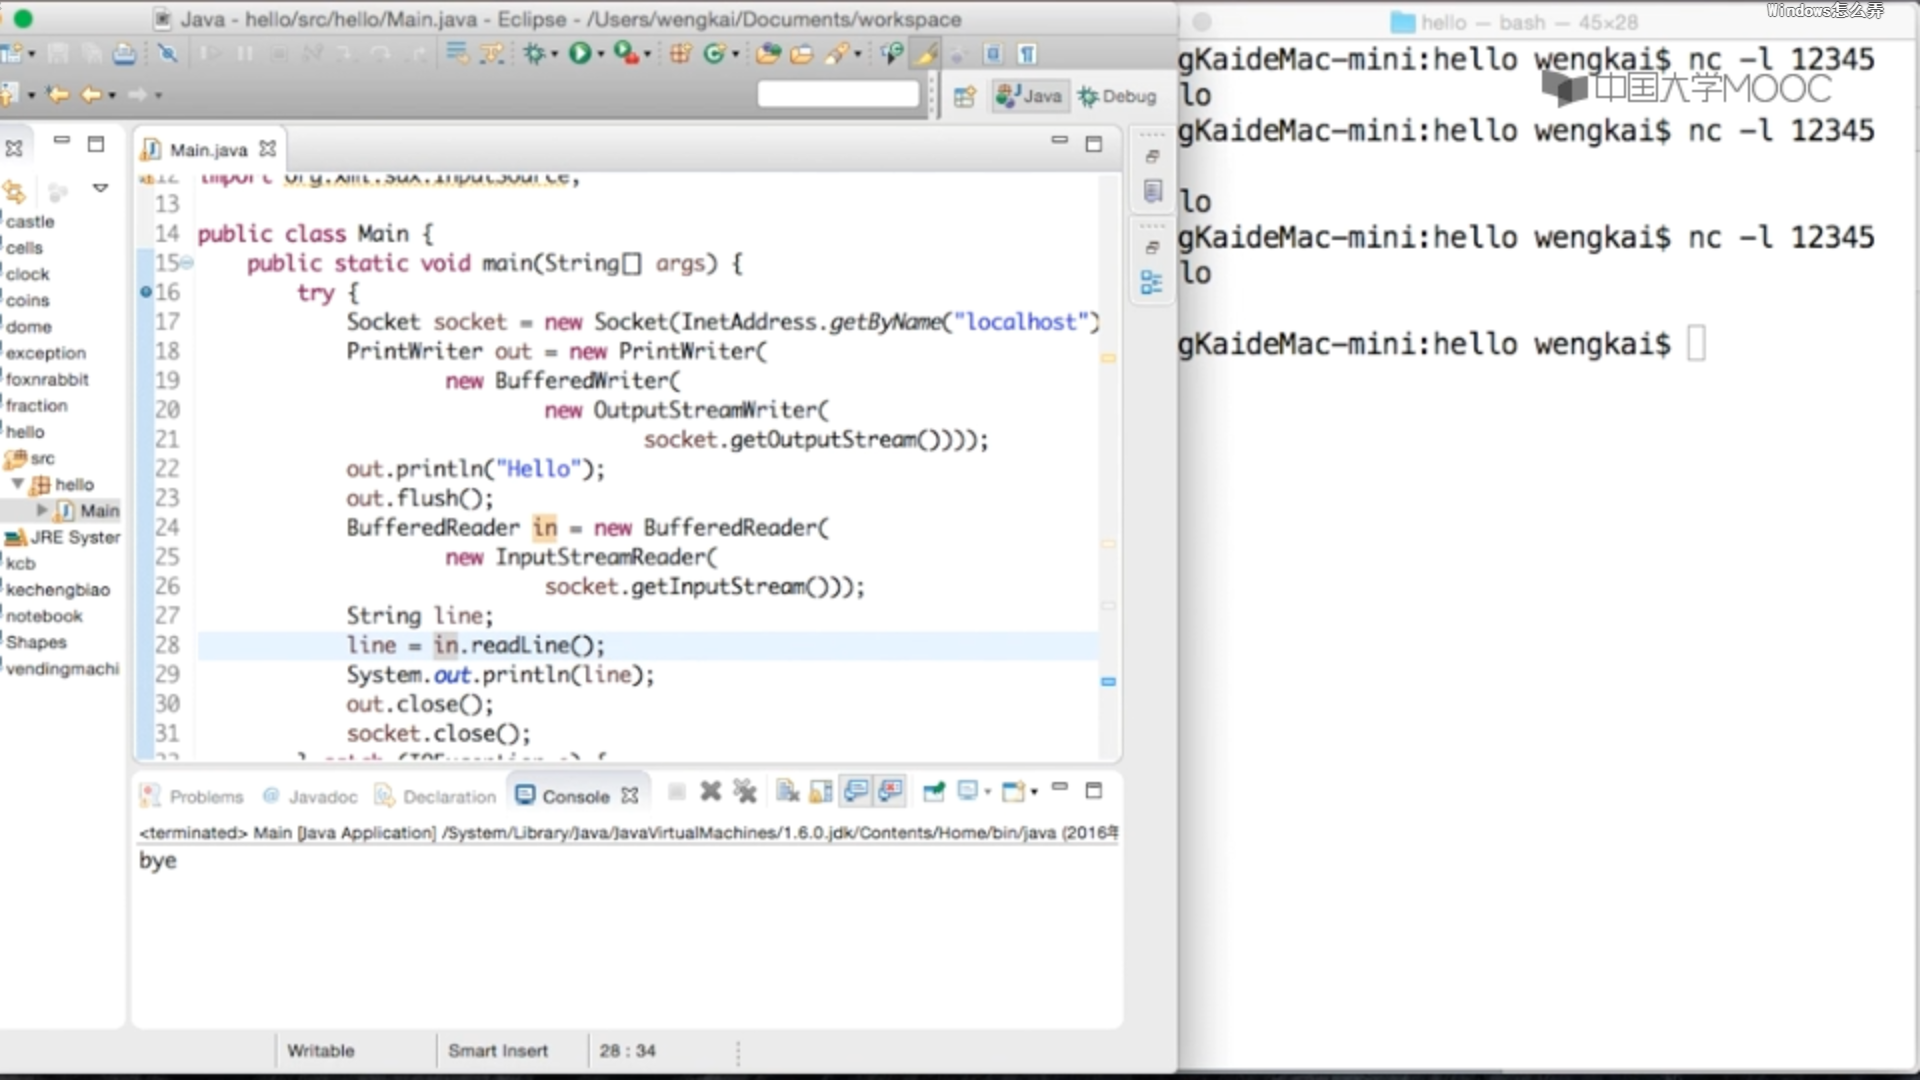 Java - hello/src/hello/Main.java - Eclipse - /Users/wengkai/Documents/workspace
Java
Debug
castle
cells
clock
coins
dome
exception
foxnrabbit
fraction
hello
src
hello
Main
JRE Syster
kcb
kechengbiao
notebook
Shapes
vendingmachi
Main.java
12 import org.xml.sax.InputSource;
13
14 public class Main {
15 public static void main(String[] args) {
16 try {
17 Socket socket = new Socket(InetAddress.getByName("localhost")
18 PrintWriter out = new PrintWriter(
19 new BufferedWriter(
20 new OutputStreamWriter(
21 socket.getOutputStream())));
22 out.println("Hello");
23 out.flush();
24 BufferedReader in = new BufferedReader(
25 new InputStreamReader(
26 socket.getInputStream()));
27 String line;
28 line = in.readLine();
29 System.out.println(line);
30 out.close();
31 socket.close();
} catch (IOException e) {
Problems
Javadoc
Declaration
Console
<terminated> Main [Java Application] /System/Library/Java/JavaVirtualMachines/1.6.0.jdk/Contents/Home/bin/java (2016年
bye
Writable
Smart Insert
28 : 34
hello — bash — 45×28
Windows怎么弄
gKaideMac-mini:hello wengkai$ nc -l 12345
lo
中国大学MOOC
gKaideMac-mini:hello wengkai$ nc -l 12345
lo
gKaideMac-mini:hello wengkai$ nc -l 12345
lo
gKaideMac-mini:hello wengkai$